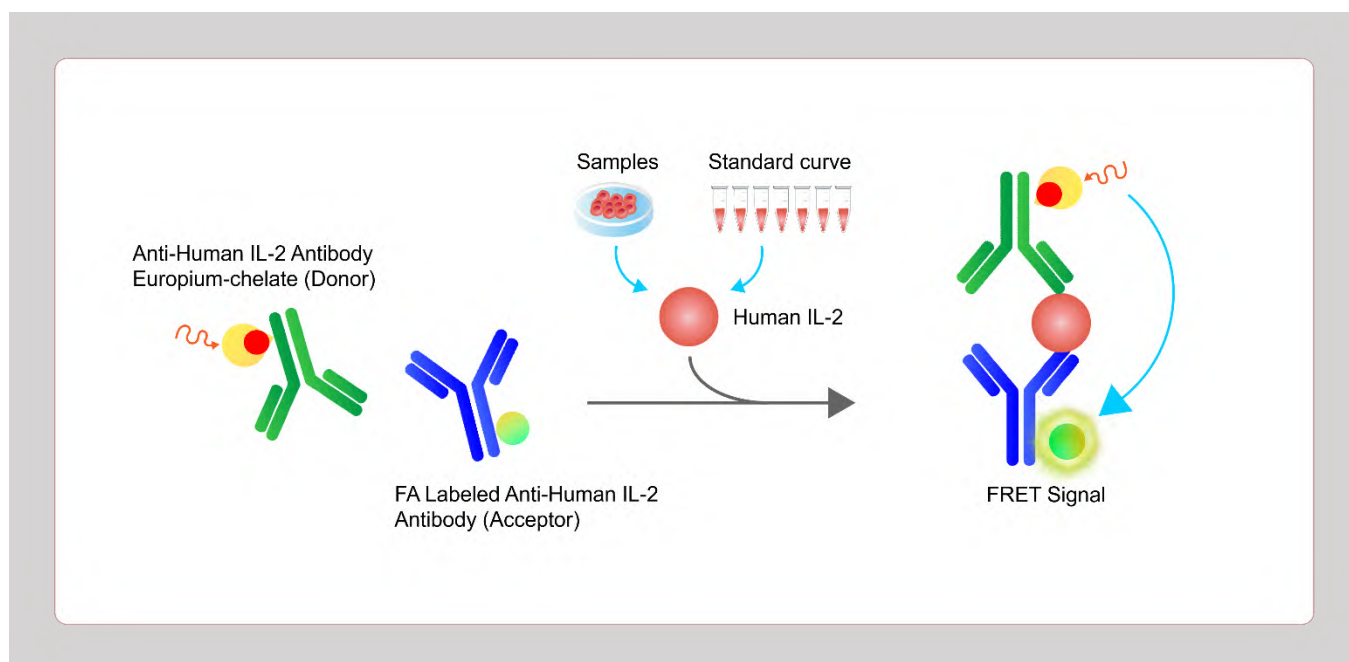 Samples
Standard curve
Anti-Human IL-2 Antibody
Europium-chelate (Donor)
Human IL-2
FA Labeled Anti-Human IL-2
Antibody (Acceptor)
FRET Signal